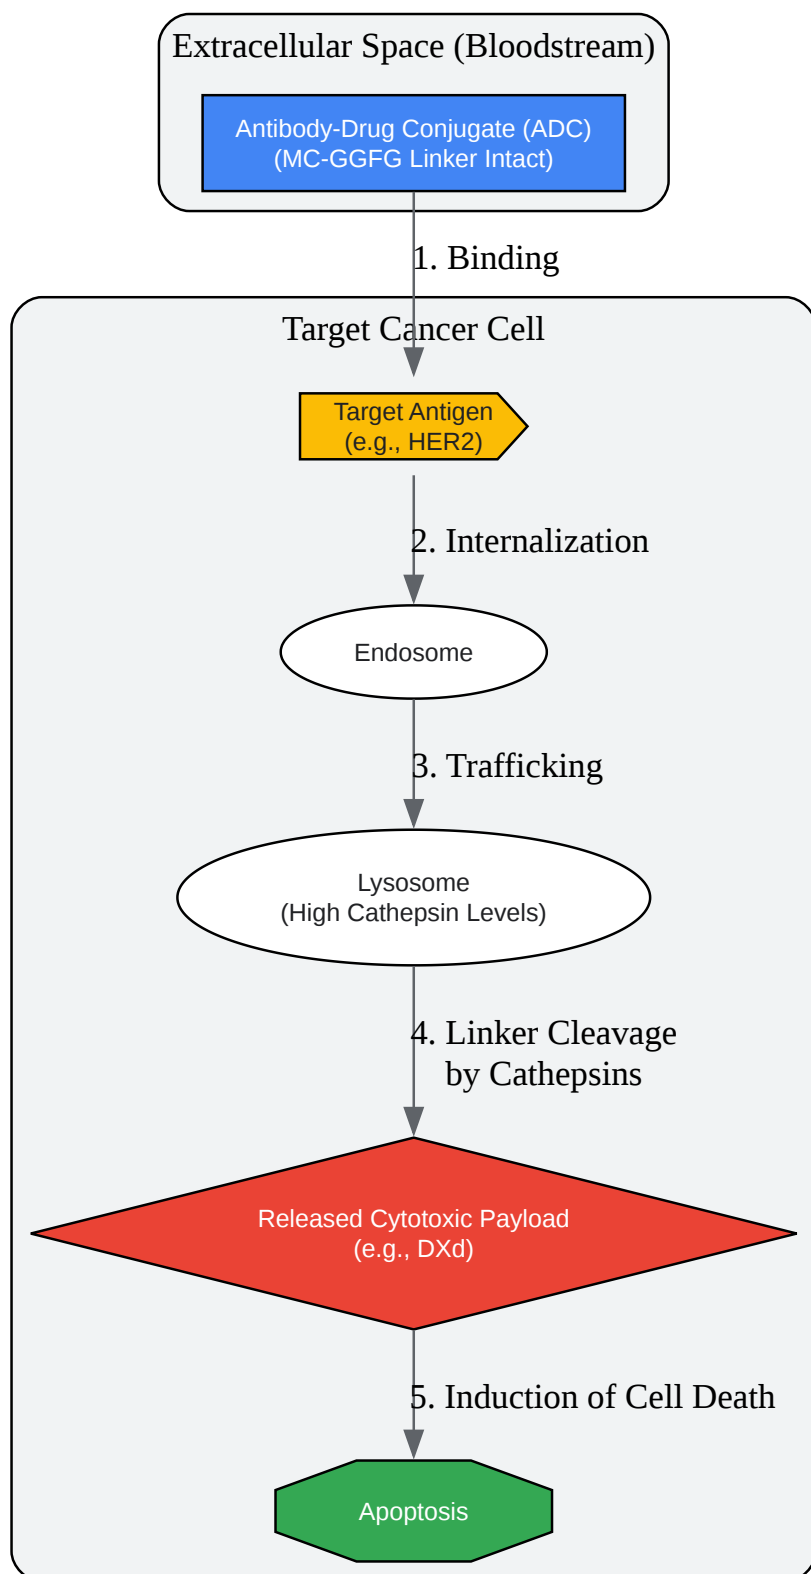 Extracellular Space (Bloodstream)
Antibody-Drug Conjugate (ADC)
(MC-GGFG Linker Intact)
1. Binding
Target Cancer Cell
Target Antigen
(e.g., HER2)
2. Internalization
Endosome
3. Trafficking
Lysosome
(High Cathepsin Levels)
4. Linker Cleavage
by Cathepsins
Released Cytotoxic Payload
(e.g., DXd)
5. Induction of Cell Death
Apoptosis